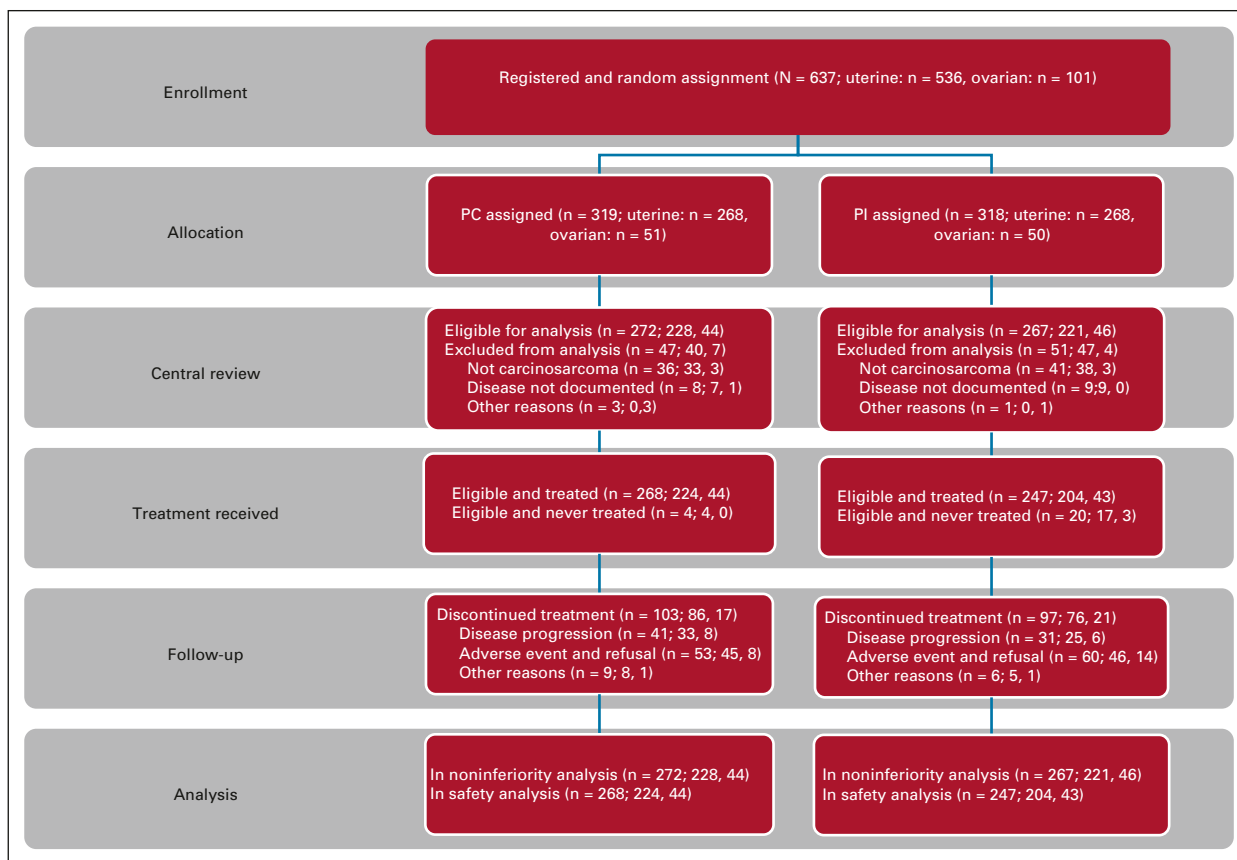 Enrollment
Registered and random assignment (N = 637; uterine: n = 536, ovarian: n = 101)
Allocation
PC assigned (n = 319; uterine: n = 268,
ovarian: n = 51)
PI assigned (n = 318; uterine: n = 268,
ovarian: n = 50)
Central review
Eligible for analysis (n = 272; 228, 44)
Excluded from analysis (n = 47; 40, 7)
Not carcinosarcoma (n = 36; 33, 3)
Disease not documented (n = 8; 7, 1)
Other reasons (n = 3; 0,3)
Eligible for analysis (n = 267; 221, 46)
Excluded from analysis (n = 51; 47, 4)
Not carcinosarcoma (n = 41; 38, 3)
Disease not documented (n = 9;9, 0)
Other reasons (n = 1; 0, 1)
Treatment received
Eligible and treated (n = 268; 224, 44)
Eligible and never treated (n = 4; 4, 0)
Eligible and treated (n = 247; 204, 43)
Eligible and never treated (n = 20; 17, 3)
Follow-up
Discontinued treatment (n = 103; 86, 17)
Disease progression (n = 41; 33, 8)
Adverse event and refusal (n = 53; 45, 8)
Other reasons (n = 9; 8, 1)
Discontinued treatment (n = 97; 76, 21)
Disease progression (n = 31; 25, 6)
Adverse event and refusal (n = 60; 46, 14)
Other reasons (n = 6; 5, 1)
Analysis
In noninferiority analysis (n = 272; 228, 44)
In safety analysis (n = 268; 224, 44)
In noninferiority analysis (n = 267; 221, 46)
In safety analysis (n = 247; 204, 43)